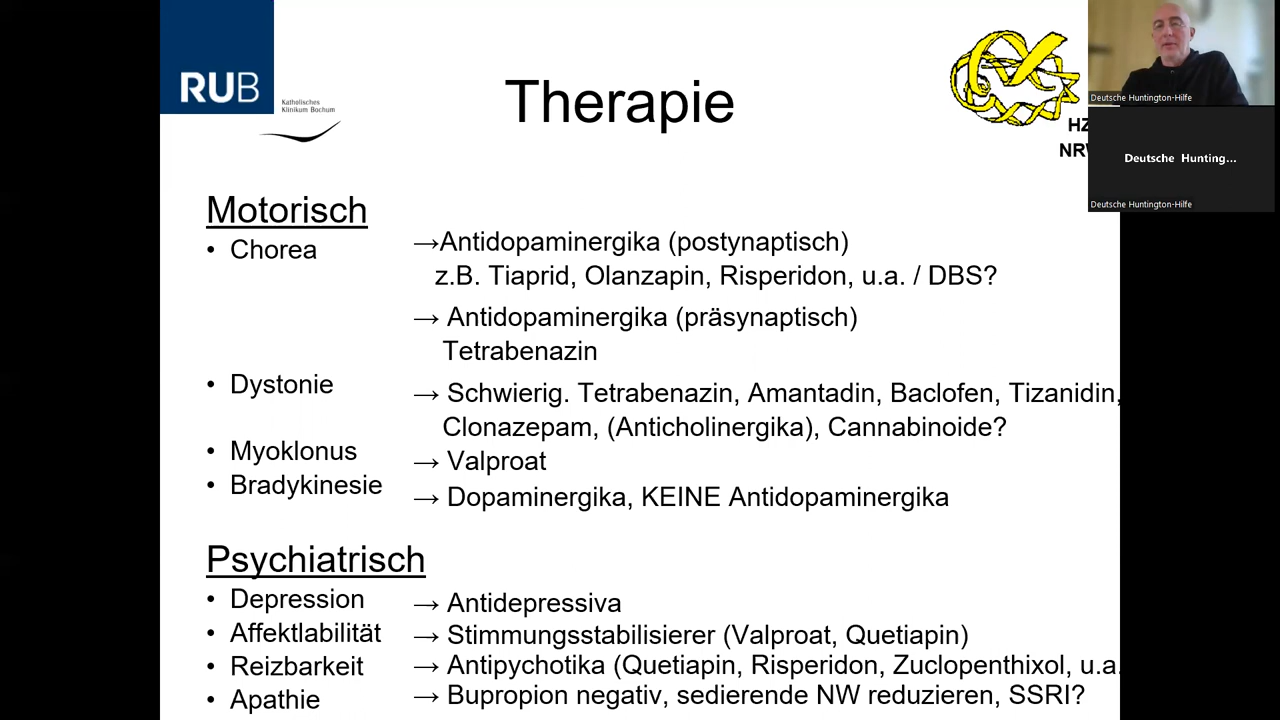 RUB
Katholisches
Klinikum Bochum
Therapie
HZ
NRW
Deutsche Huntington-Hilfe
Deutsche Hunting...
Deutsche Huntington-Hilfe
Motorisch
• Chorea
→Antidopaminergika (postynaptisch)
z.B. Tiaprid, Olanzapin, Risperidon, u.a. / DBS?
→ Antidopaminergika (präsynaptisch)
Tetrabenazin
• Dystonie
→ Schwierig. Tetrabenazin, Amantadin, Baclofen, Tizanidin,
Clonazepam, (Anticholinergika), Cannabinoide?
• Myoklonus
→ Valproat
• Bradykinesie
→ Dopaminergika, KEINE Antidopaminergika
Psychiatrisch
• Depression
→ Antidepressiva
• Affektlabilität
→ Stimmungsstabilisierer (Valproat, Quetiapin)
• Reizbarkeit
→ Antipychotika (Quetiapin, Risperidon, Zuclopenthixol, u.a.
• Apathie
→ Bupropion negativ, sedierende NW reduzieren, SSRI?